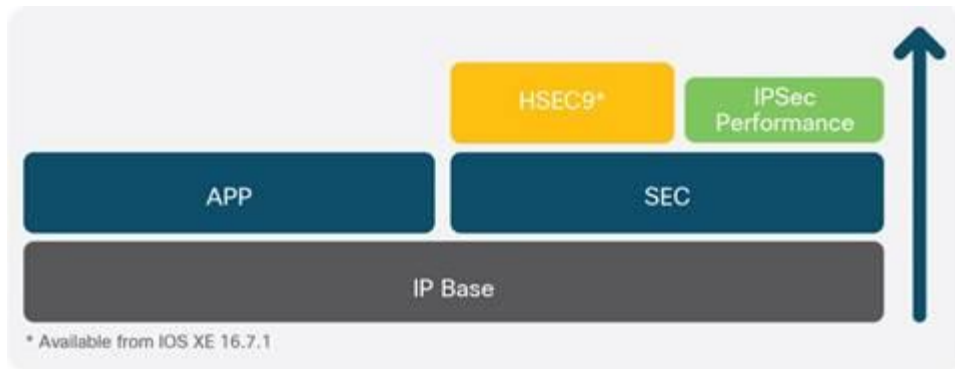 HSEC9*
IPSec
Performance
APP
SEC
IP Base
* Available from IOS XE 16.7.1